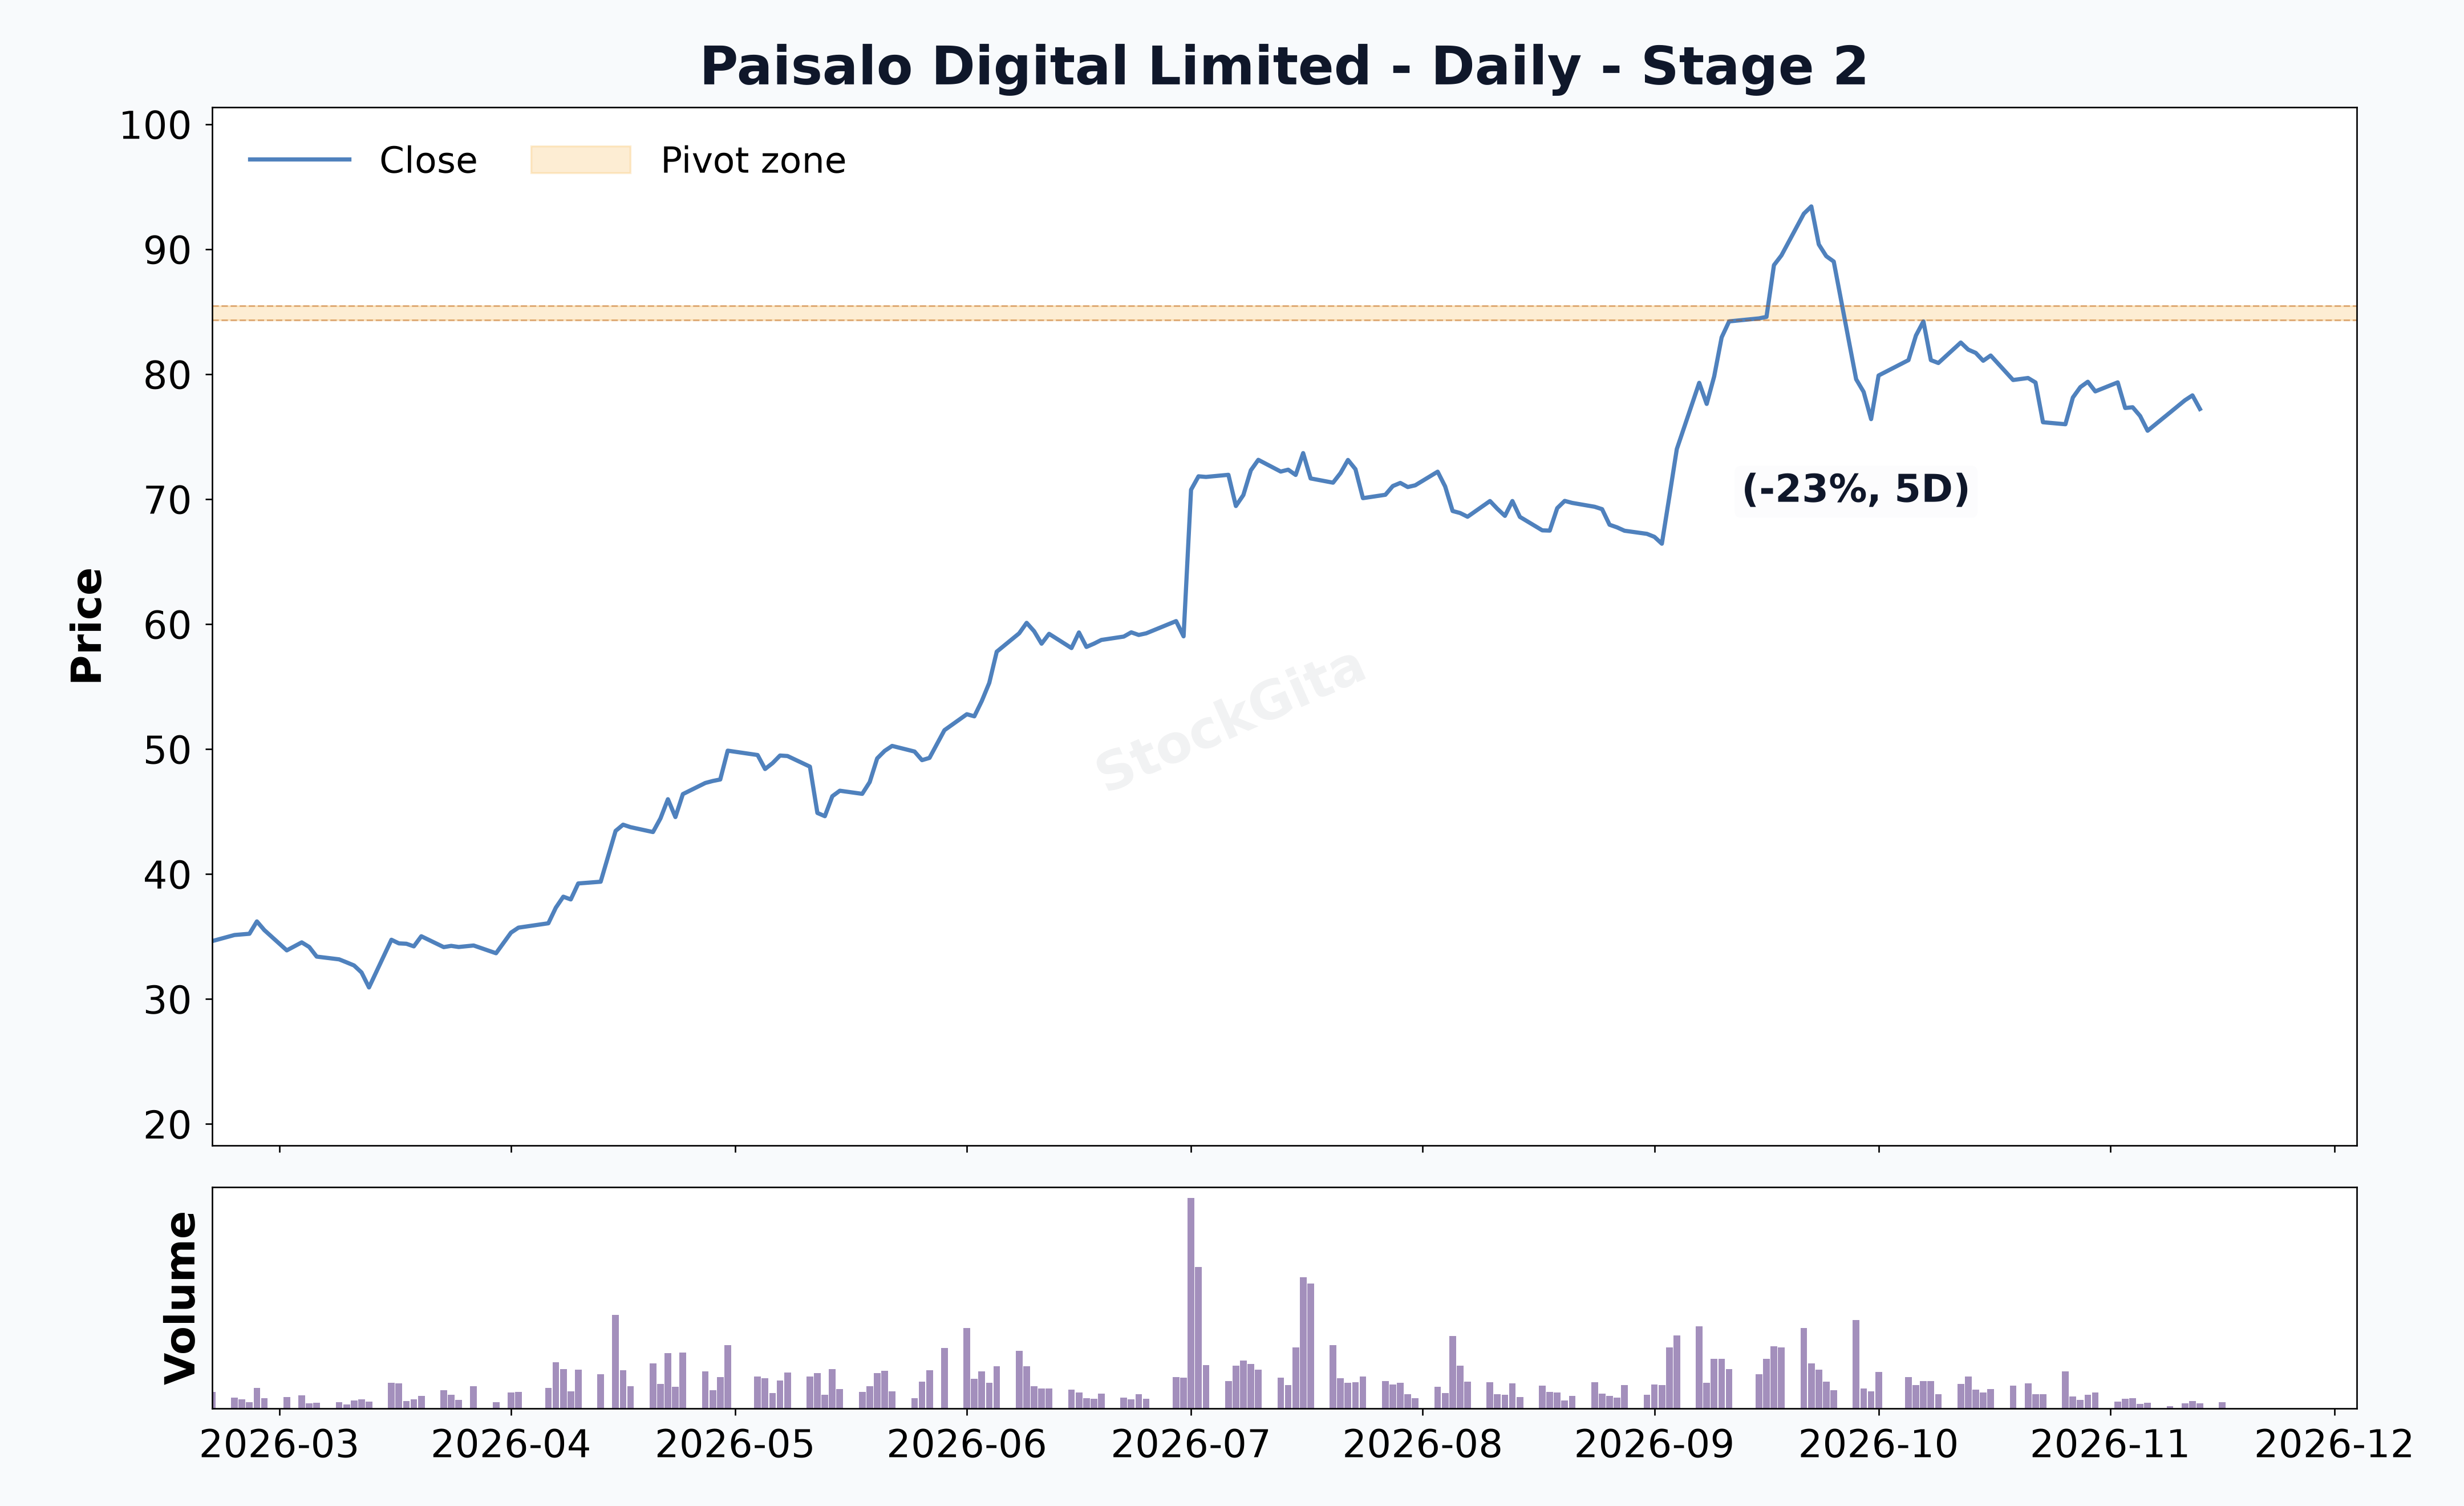 Paisalo Digital Limited - Daily - Stage 2
Close
Pivot zone
Price
100
90
80
70
60
50
40
30
20
(-23%, 5D)
StockGita
Volume
2026-03
2026-04
2026-05
2026-06
2026-07
2026-08
2026-09
2026-10
2026-11
2026-12